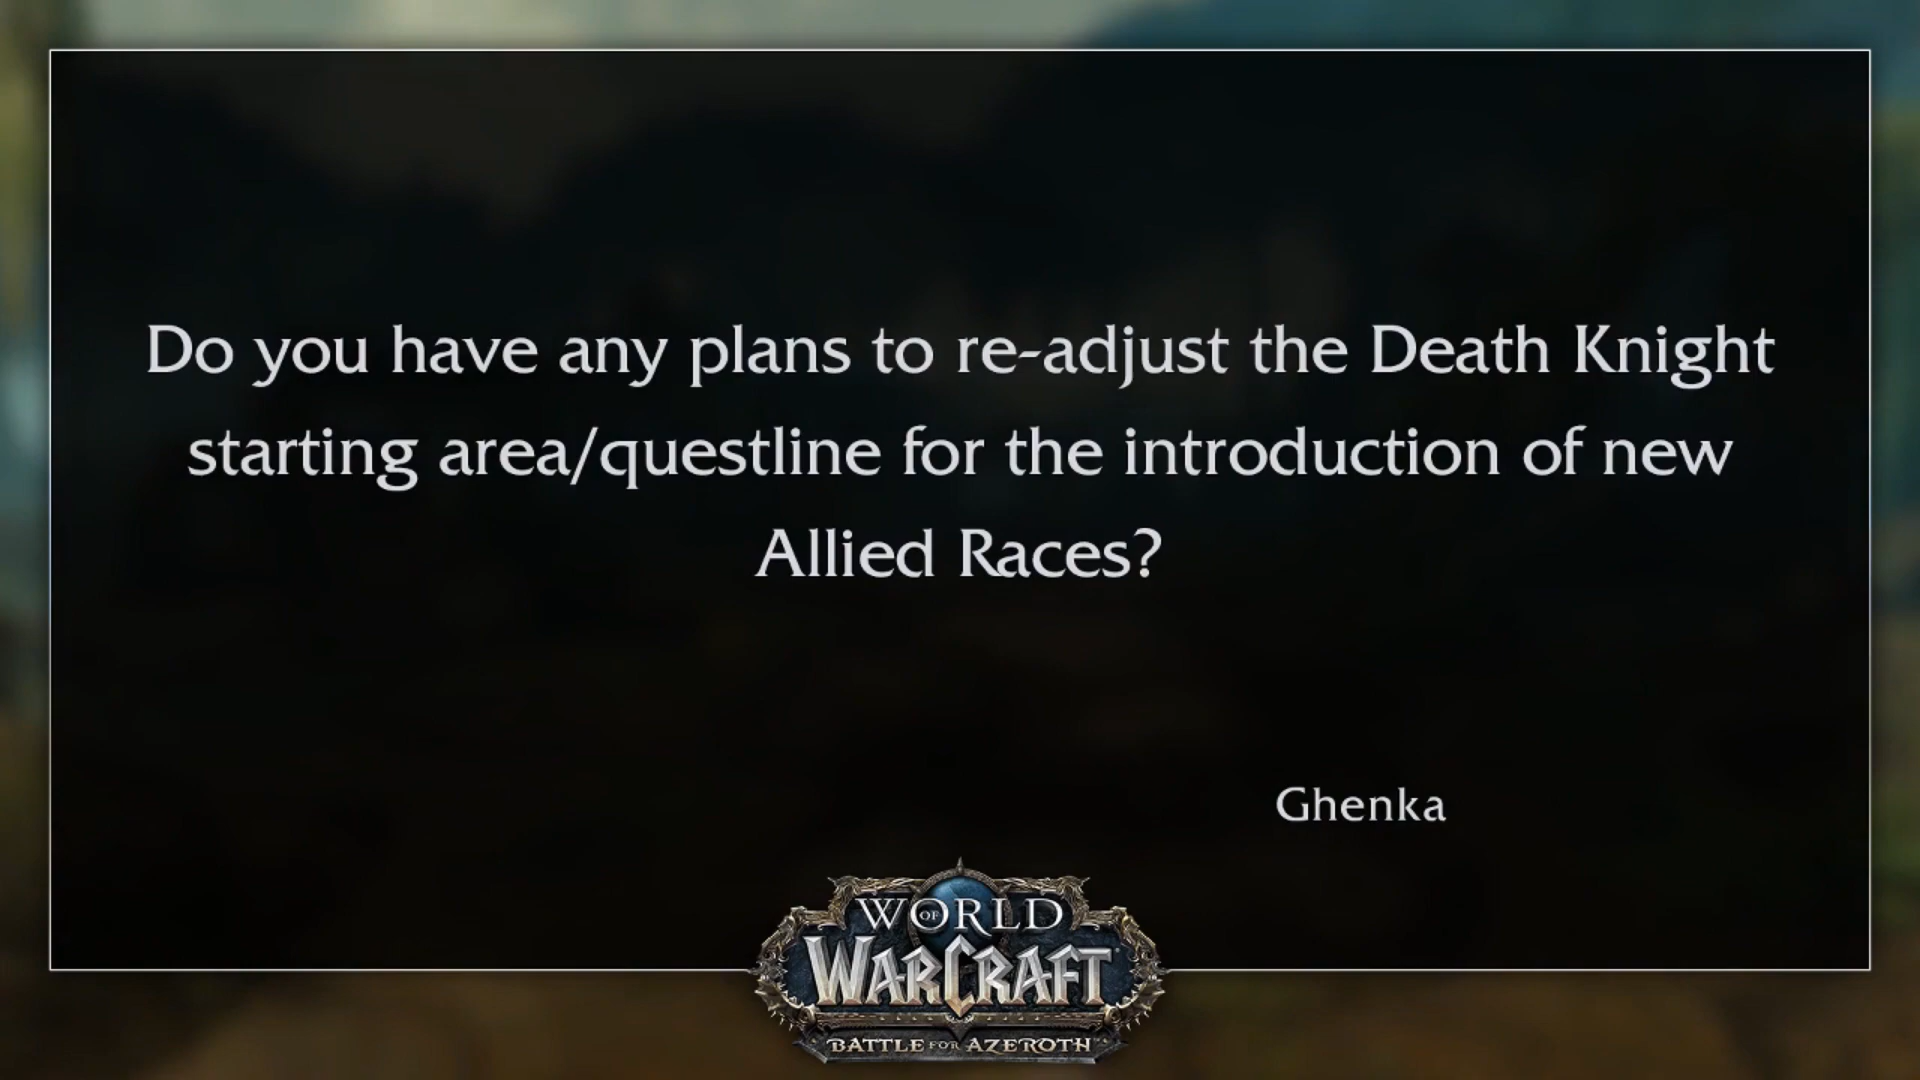 Do you have any plans to re-adjust the Death Knight
starting area/questline for the introduction of new
Allied Races?
Ghenka
WORLD
OF
WARCRAFT
BATTLE FOR AZEROTH